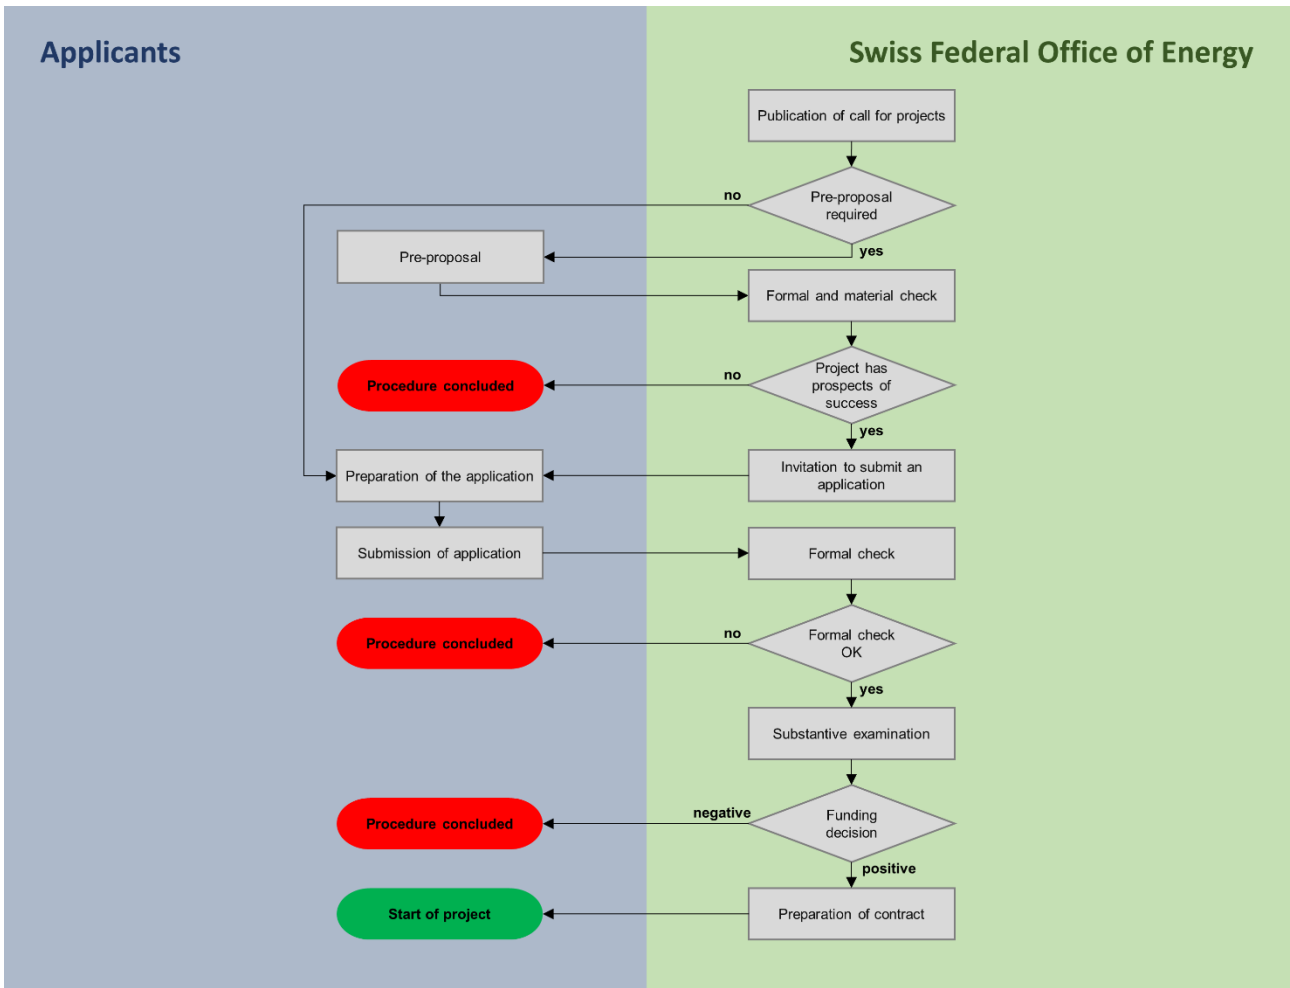 Applicants
Swiss Federal Office of Energy
Publication of call for projects
no
Pre-proposal
required
yes
Pre-proposal
Formal and material check
Procedure concluded
no
Project has
prospects of
success
yes
Preparation of the application
Invitation to submit an
application
Submission of application
Formal check
Procedure concluded
no
Formal check
OK
yes
Substantive examination
Procedure concluded
negative
Funding
decision
positive
Start of project
Preparation of contract